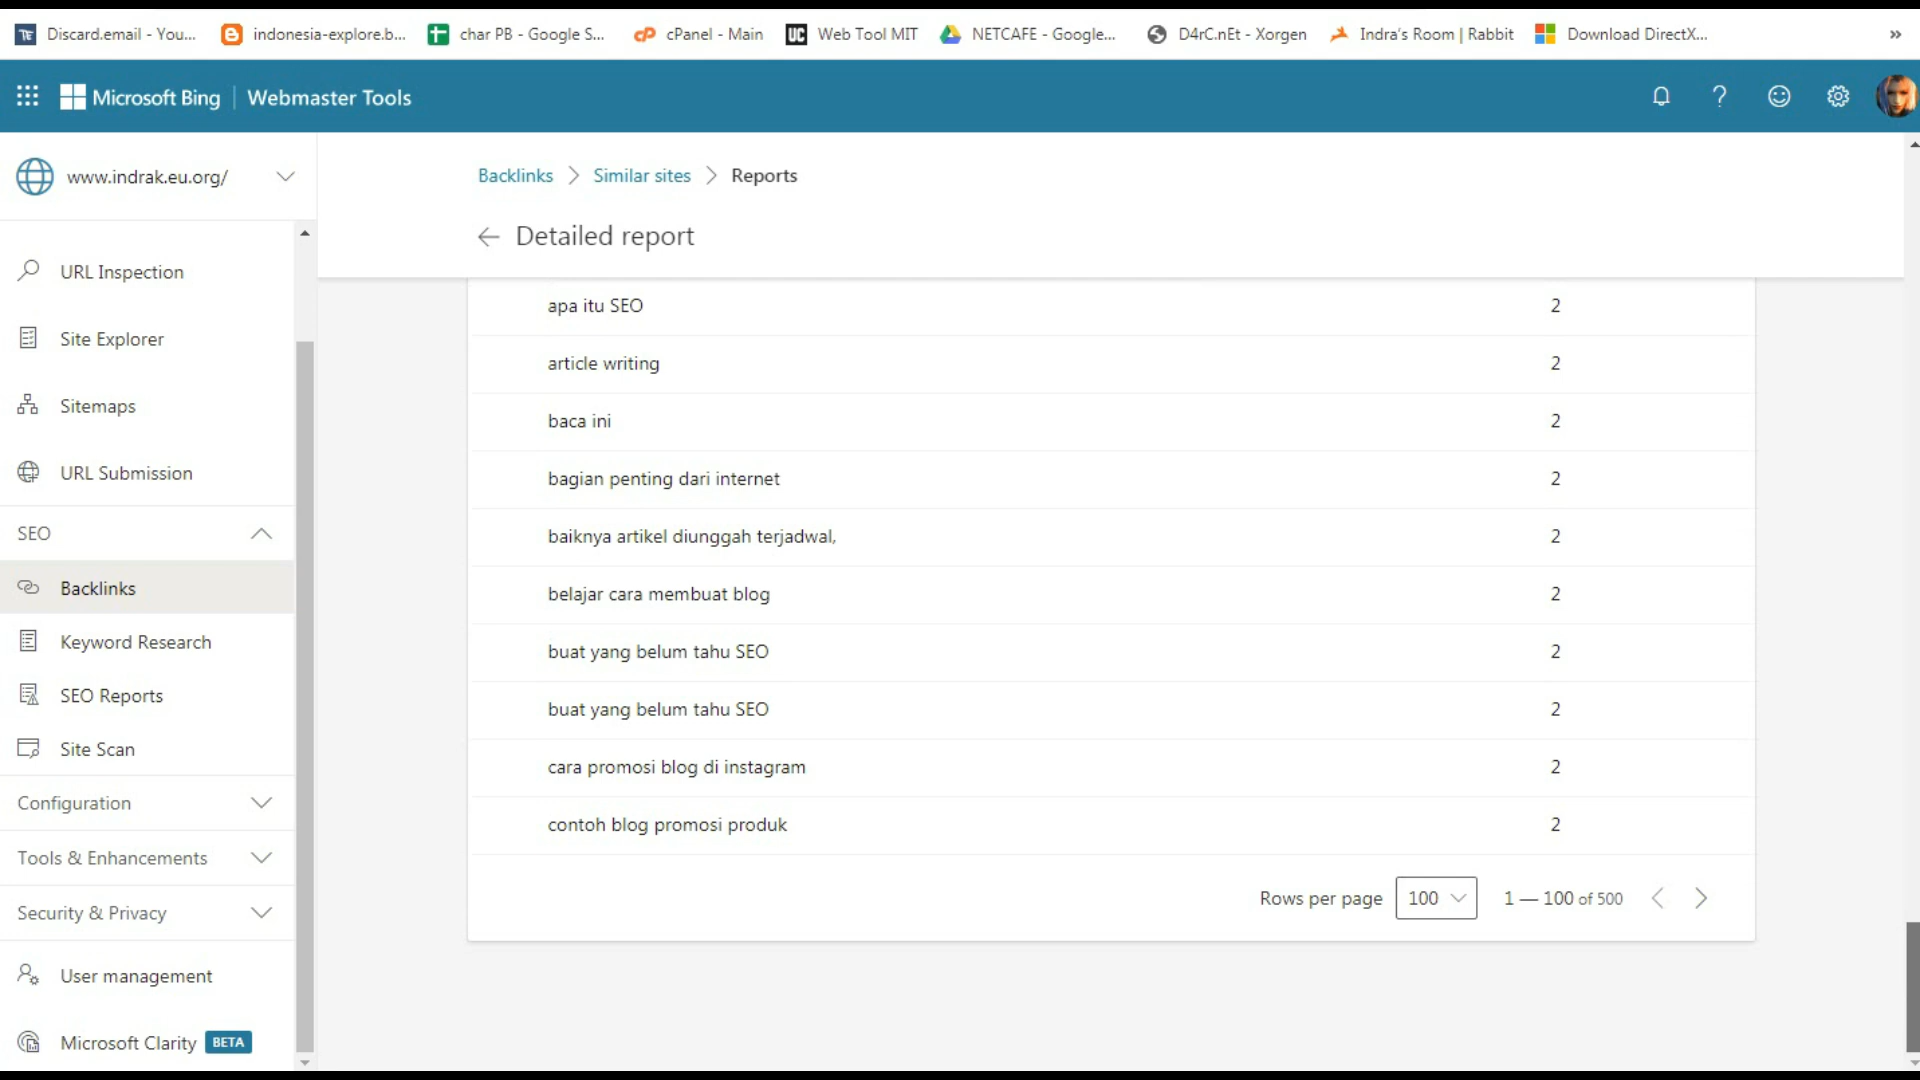 Discard.email - You... indonesia-explore.b... char PB - Google S... cPanel - Main Web Tool MIT NETCAFE - Google... D4rC.nEt - Xorgen Indra's Room | Rabbit Download DirectX... »
Microsoft Bing | Webmaster Tools
www.indrak.eu.org/
URL Inspection
Site Explorer
Sitemaps
URL Submission
SEO
Backlinks
Keyword Research
SEO Reports
Site Scan
Configuration
Tools & Enhancements
Security & Privacy
User management
Microsoft Clarity BETA
Backlinks > Similar sites > Reports
← Detailed report
apa itu SEO 2
article writing 2
baca ini 2
bagian penting dari internet 2
baiknya artikel diunggah terjadwal, 2
belajar cara membuat blog 2
buat yang belum tahu SEO 2
buat yang belum tahu SEO 2
cara promosi blog di instagram 2
contoh blog promosi produk 2
Rows per page 100 1 — 100 of 500 < >